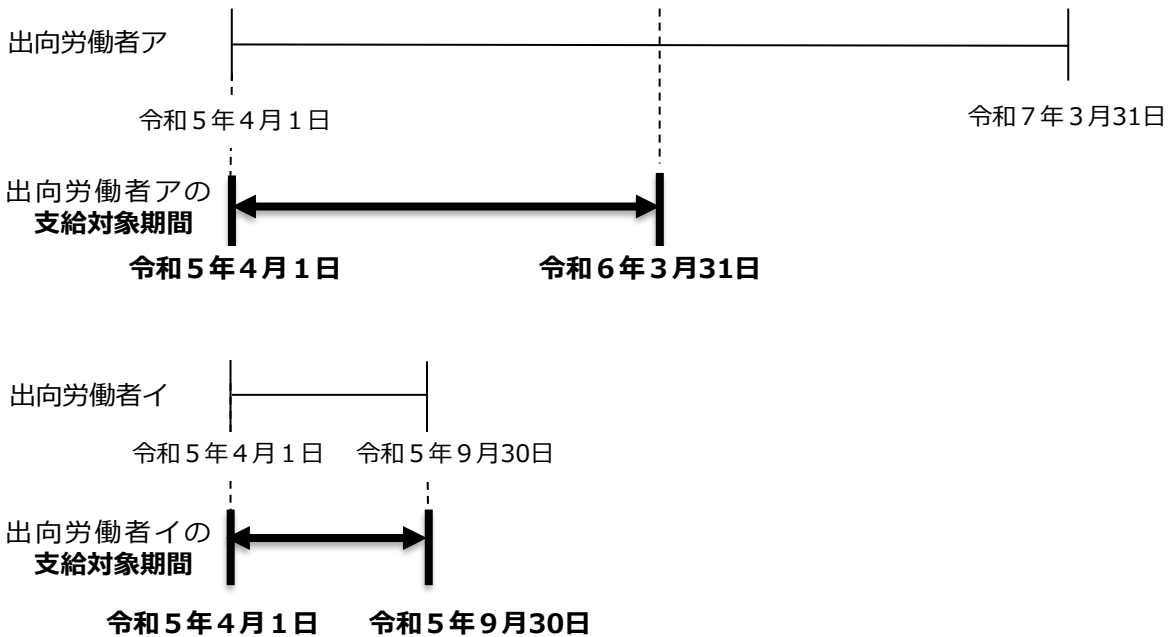 出向労働者ア
令和５年４月１日
令和７年３月31日
出向労働者アの
支給対象期間
令和５年４月１日
令和６年３月31日
出向労働者イ
令和５年４月１日
令和５年９月30日
出向労働者イの
支給対象期間
令和５年４月１日
令和５年９月30日